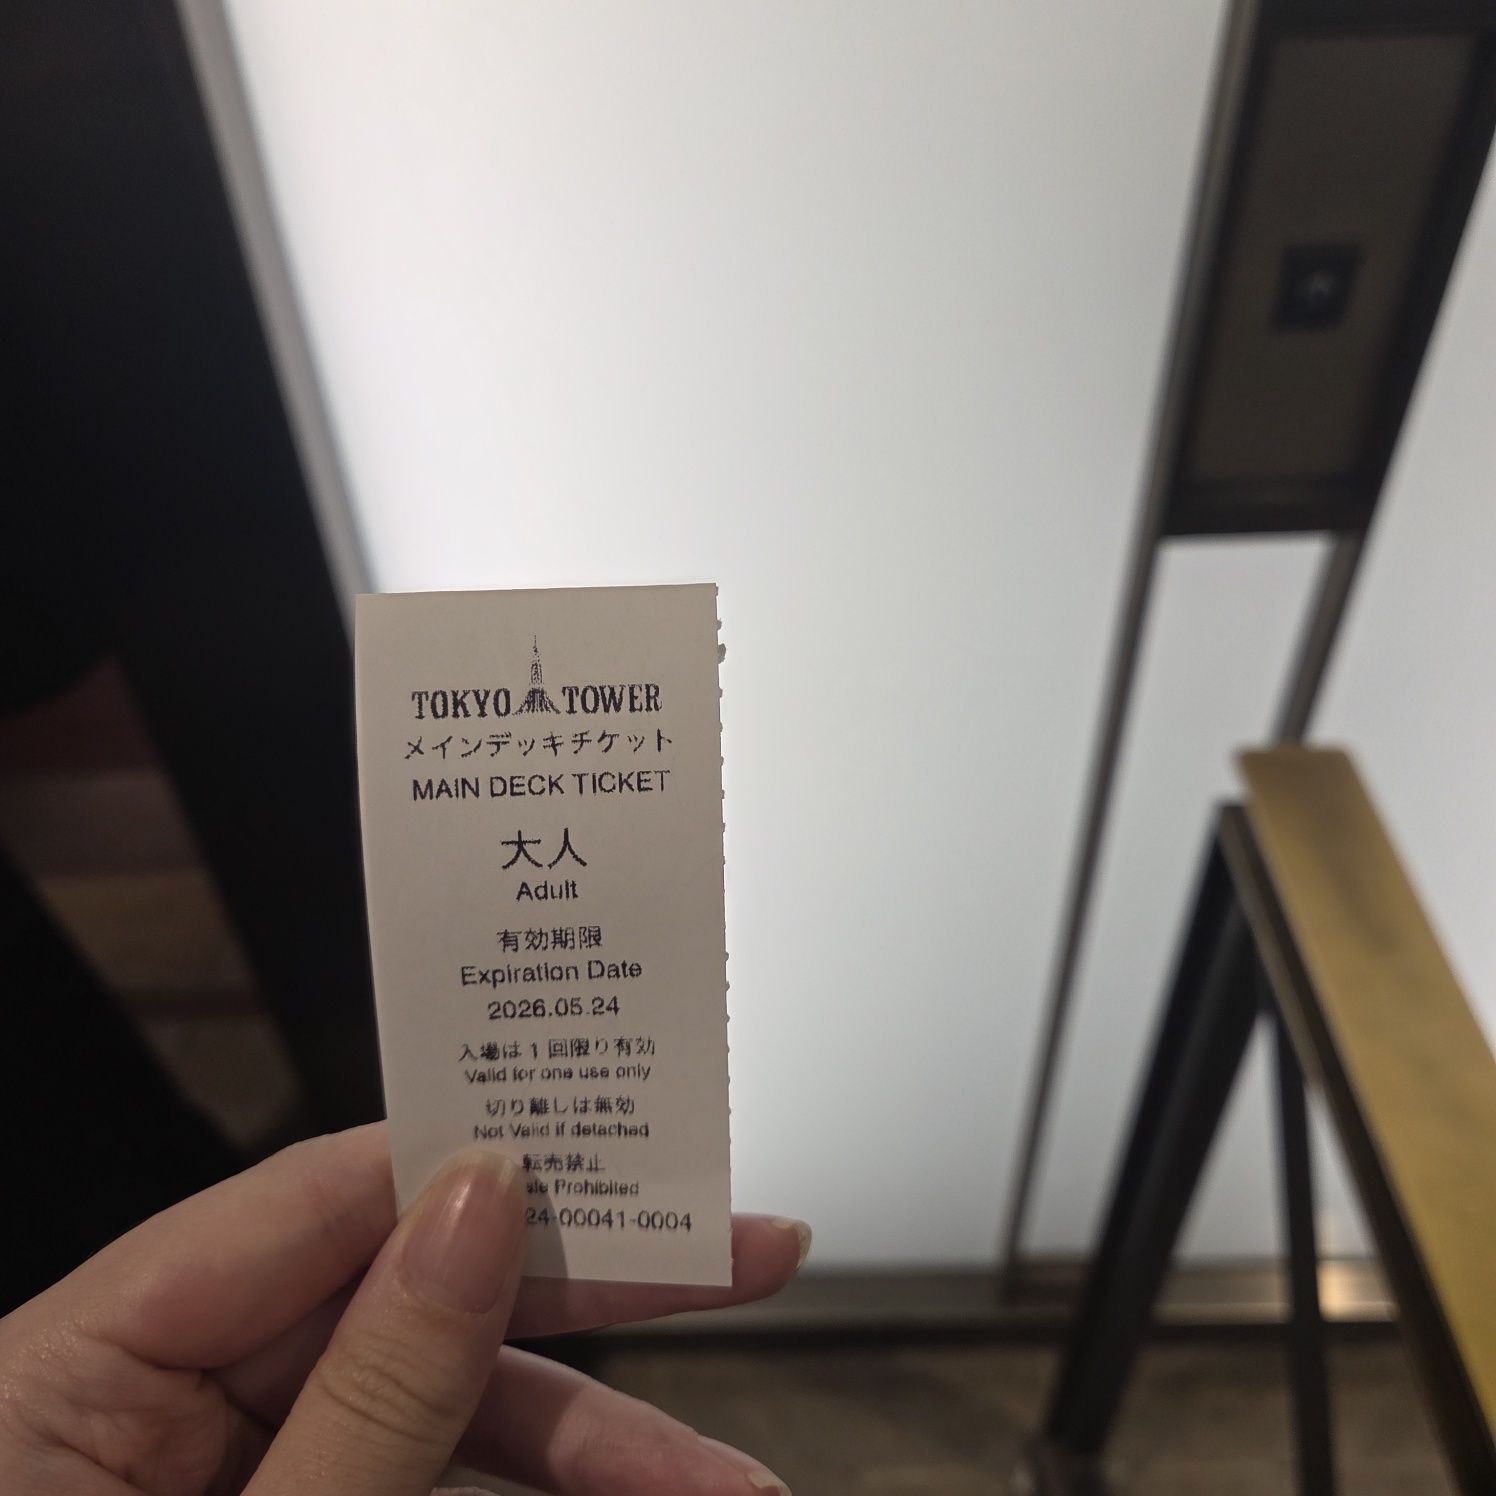 TOKYO TOWER
メインデッキチケット
MAIN DECK TICKET
大人
Adult
有効期限
Expiration Date
2026.05.24
入場は1回限り有効
Valid for one use only
切り離しは無効
Not Valid if detached
転売禁止
Prohibited
24-00041-0004